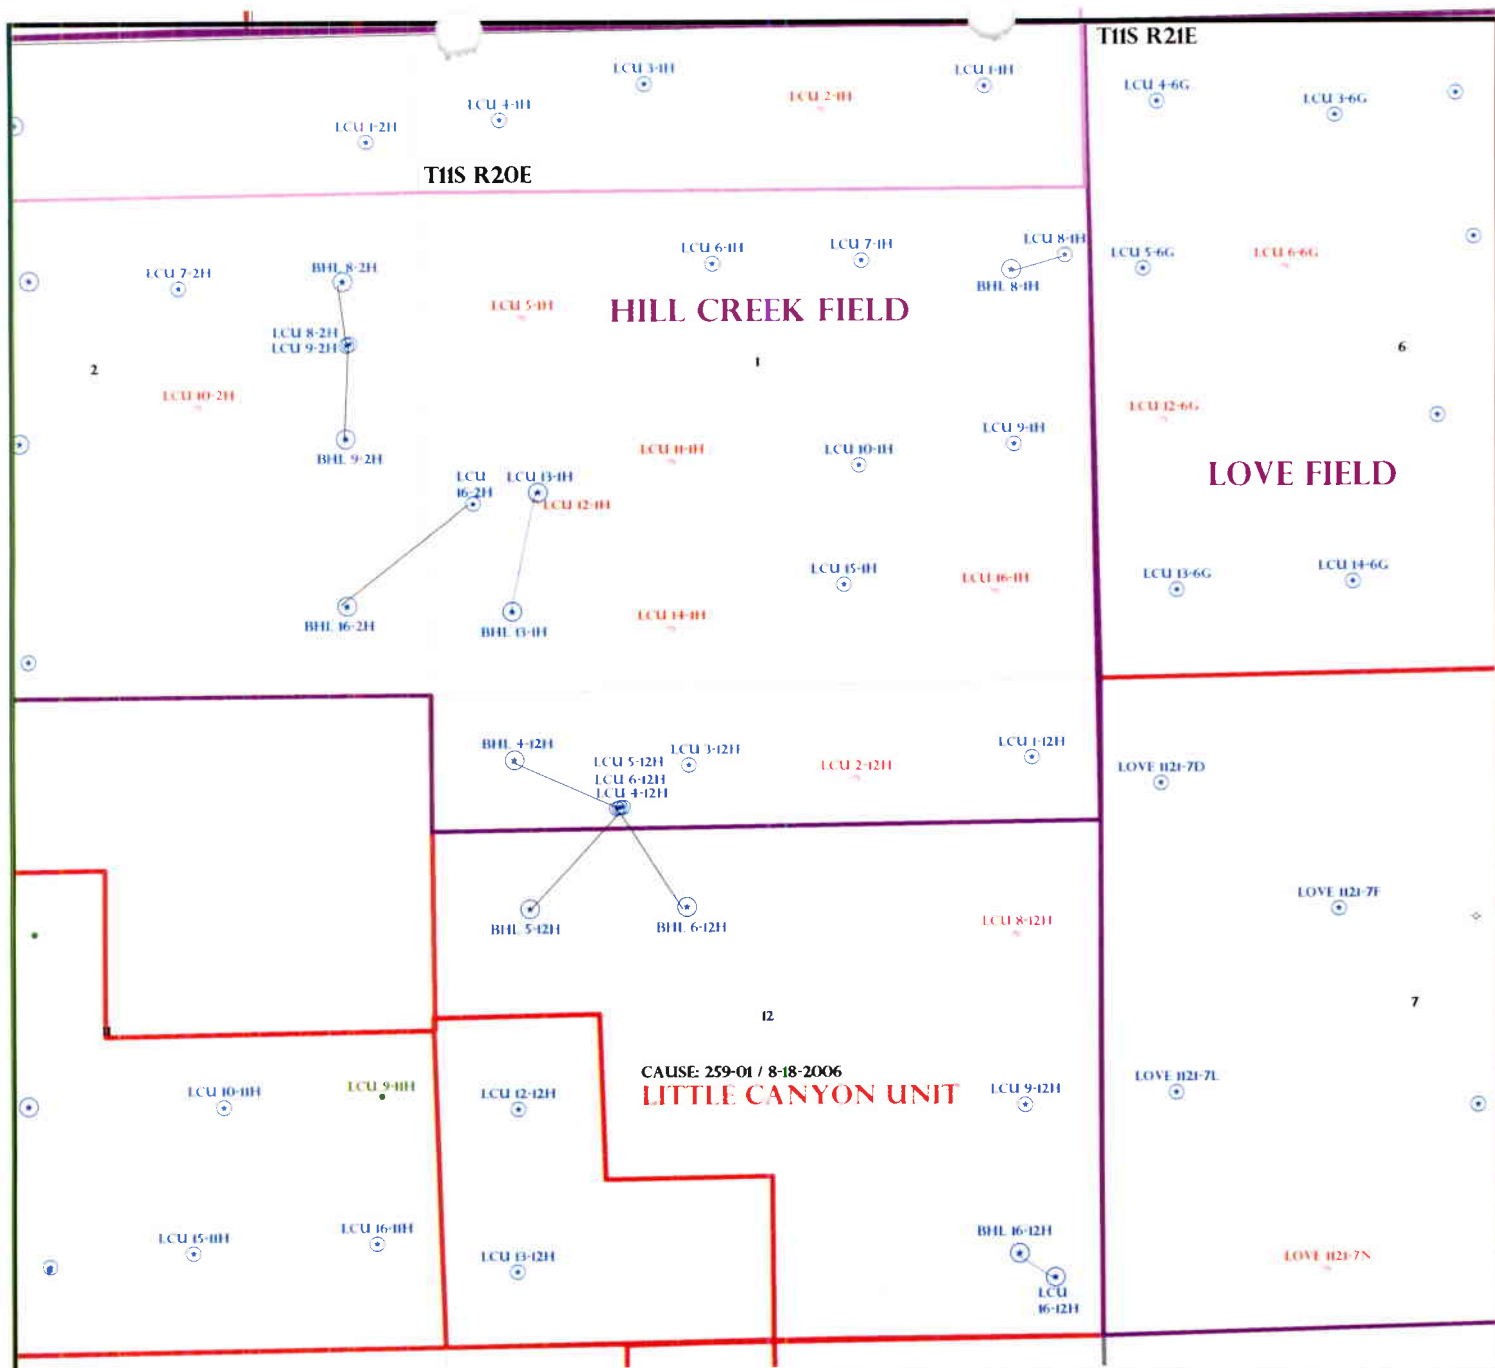 T11S R21E
LCU 3-1H
LCU 1-1H
LCU 4-6G
LCU 2-1H
LCU 3-6G
LCU 4-1H
LCU 1-2H
T11S R20E
LCU 8-1H
LCU 6-1H
LCU 7-1H
LCU 5-6G
LCU 6-6G
BHL 8-2H
LCU 7-2H
BHL 8-1H
LCU 5-1H
HILL CREEK FIELD
LCU 8-2H
LCU 9-2H
6
1
2
LCU 10-2H
LCU 12-6G
LCU 9-1H
LCU 11-1H
LCU 10-1H
BHL 9-2H
LOVE FIELD
LCU
16-2H
LCU 13-1H
LCU 12-1H
LCU 15-1H
LCU 16-1H
LCU 13-6G
LCU 14-6G
LCU 14-1H
BHL 16-2H
BHL 13-1H
BHL 4-12H
LCU 3-12H
LCU 1-12H
LCU 5-12H
LCU 6-12H
LCU 4-12H
LCU 2-12H
LOVE 1121-7D
LOVE 1121-7F
LCU 8-12H
BHL 5-12H
BHL 6-12H
7
12
11
CAUSE: 259-01 / 8-18-2006
LITTLE CANYON UNIT
LCU 10-11H
LCU 9-11H
LCU 12-12H
LCU 9-12H
LOVE 1121-7L
LCU 15-11H
LCU 16-11H
LCU 13-12H
BHL 16-12H
LOVE 1121-7N
LCU
16-12H